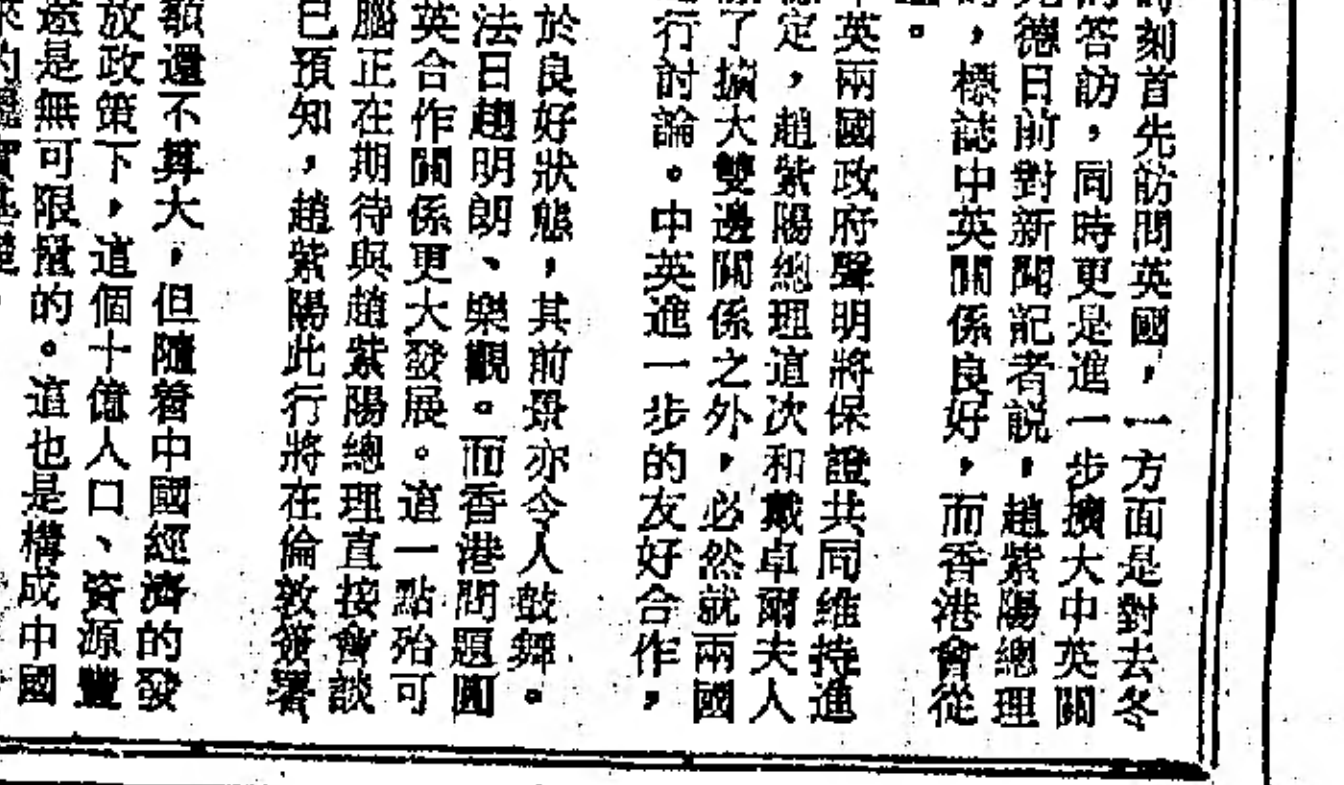 時刻首先訪問英國，一方面是對去冬
的答訪，同時更是進一步擴大中英關
德日前對新聞記者說，趙紫陽總理
，標誌中英關係良好，而香港會從
。
英兩國政府聲明將保證共同維持進
定，趙紫陽總理這次和戴卓爾夫人
了擴大雙邊關係之外，必然就兩國
行討論。中英進一步的友好合作，
於良好狀態，其前景亦令人鼓舞。
法日趨明朗、樂觀。而香港問題圓
英合作關係更大發展。這一點殆可
腦正在期待與趙紫陽總理直接會談
已預知，趙紫陽此行將在倫敦簽署
額還不算大，但隨着中國經濟的發
放政策下，這個十億人口、資源豐
遠是無可限量的。這也是構成中國
來的堅實基礎。